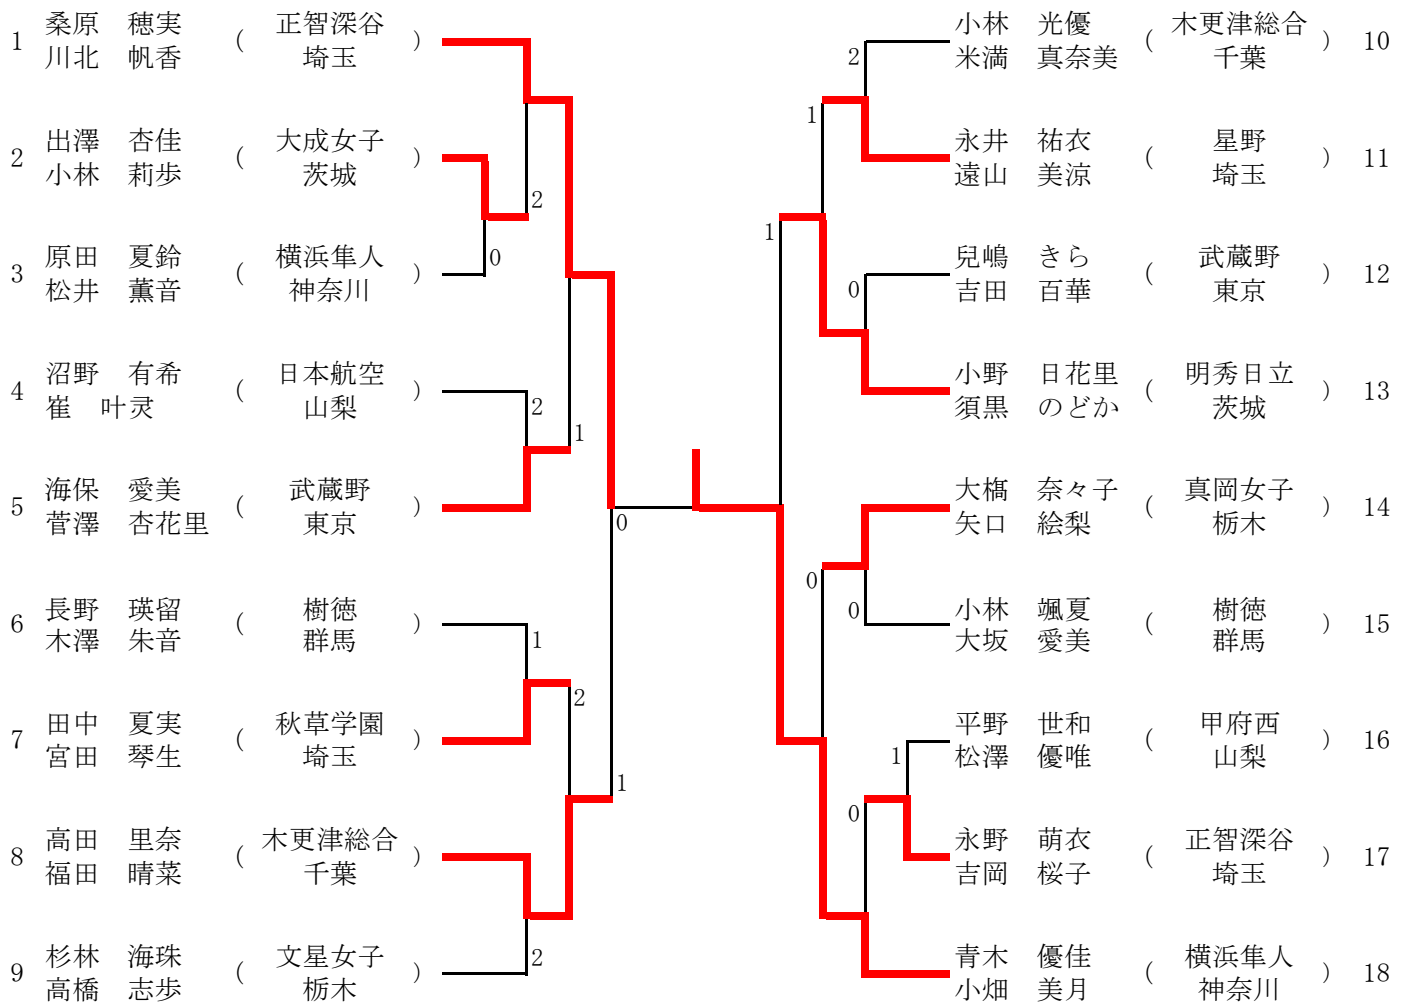 1 桑原 穂実 ( 正智深谷 )
川北 帆香 埼玉
2 出澤 杏佳 ( 大成女子 )
小林 莉歩 茨城
2
3 原田 夏鈴 ( 横浜隼人 )
松井 薫音 神奈川
0
4 沼野 有希 ( 日本航空 )
崔 叶灵 山梨
2
1
5 海保 愛美 ( 武蔵野 )
菅澤 杏花里 東京
0
6 長野 瑛留 ( 樹徳 )
木澤 朱音 群馬
1
2
7 田中 夏実 ( 秋草学園 )
宮田 琴生 埼玉
1
8 高田 里奈 ( 木更津総合 )
福田 晴菜 千葉
9 杉林 海珠 ( 文星女子 )
高橋 志歩 栃木
2
小林 光優 ( 木更津総合 ) 10
米満 真奈美 千葉
2
1
永井 祐衣 ( 星野 ) 11
遠山 美涼 埼玉
1
兒嶋 きら ( 武蔵野 ) 12
吉田 百華 東京
0
小野 日花里 ( 明秀日立 ) 13
須黒 のどか 茨城
大槗 奈々子 ( 真岡女子 ) 14
矢口 絵梨 栃木
0
0
小林 颯夏 ( 樹徳 ) 15
大坂 愛美 群馬
平野 世和 ( 甲府西 ) 16
松澤 優唯 山梨
1
0
永野 萌衣 ( 正智深谷 ) 17
吉岡 桜子 埼玉
青木 優佳 ( 横浜隼人 ) 18
小畑 美月 神奈川